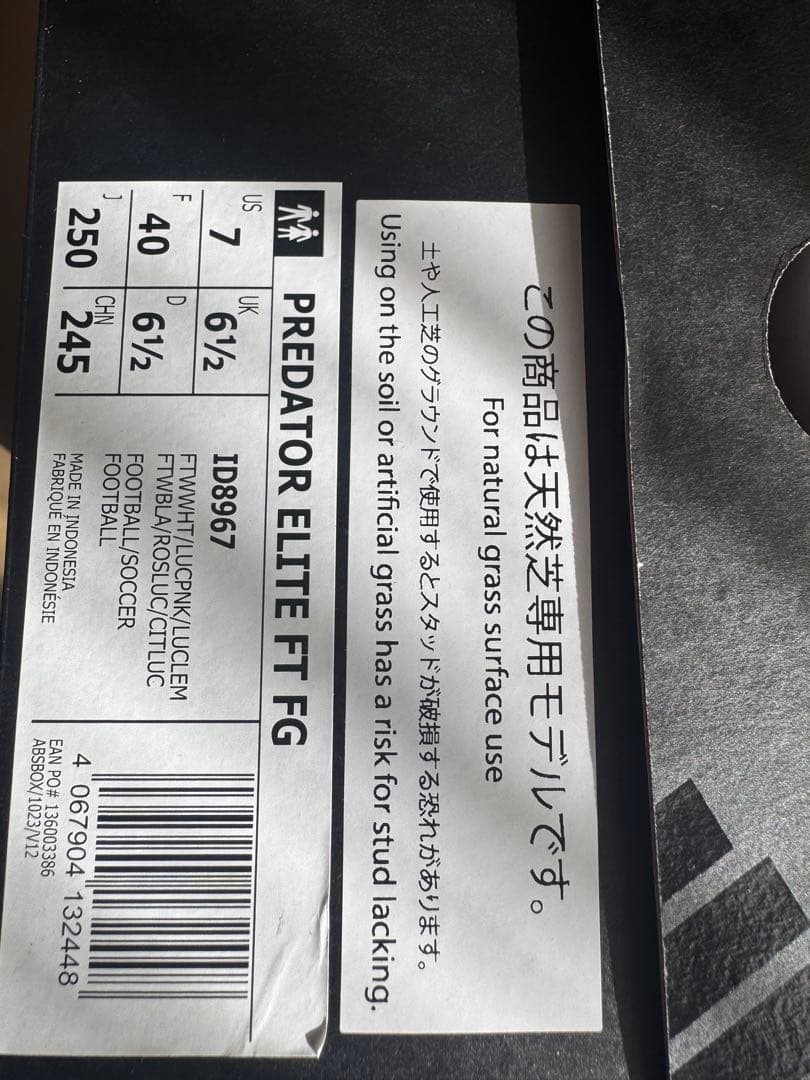 この商品は天然芝専用モデルです。
For natural grass surface use
土や人工芝のグラウンドで使用するとスタッドが破損する恐れがあります。
Using on the soil or artificial grass has a risk for stud lacking.
PREDATOR ELITE FT FG
US 7
UK 6½
F 40
D 6½
J 250
CHN 245
ID8967
FTWWHT/LUCPNK/LUCLEM
FTWBLA/ROSLUC/CITLUC
FOOTBALL/SOCCER
FOOTBALL
MADE IN INDONESIA
FABRIQUÉ EN INDONÉSIE
4 067904 132448
EAN PO# 136003386
ABSBOX/1023/V12